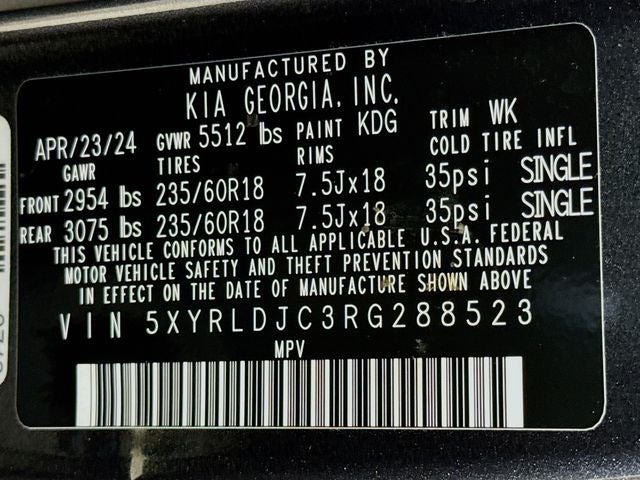 MANUFACTURED BY
KIA GEORGIA, INC.
APR/23/24 GVWR 5512 lbs PAINT KDG TRIM WK
GAWR TIRES RIMS COLD TIRE INFL
FRONT 2954 lbs 235/60R18 7.5Jx18 35psi SINGLE
REAR 3075 lbs 235/60R18 7.5Jx18 35psi SINGLE
THIS VEHICLE CONFORMS TO ALL APPLICABLE U.S.A. FEDERAL
MOTOR VEHICLE SAFETY AND THEFT PREVENTION STANDARDS
IN EFFECT ON THE DATE OF MANUFACTURE SHOWN ABOVE
VIN 5XYRLDJC3RG288523
MPV